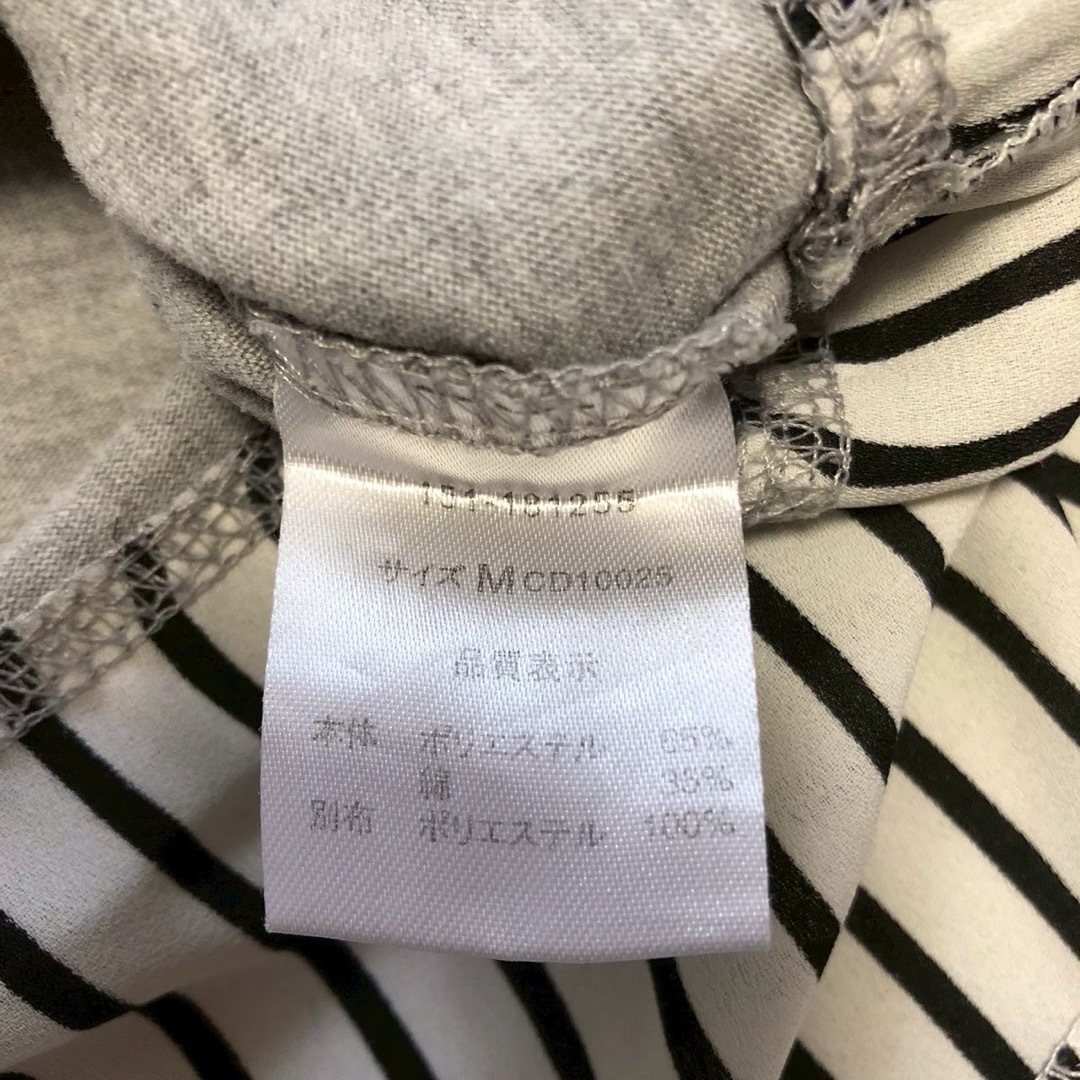 151-181255
サイズ M CD10025
品質表示
本体 ポリエステル 65%
綿 35%
別布 ポリエステル 100%